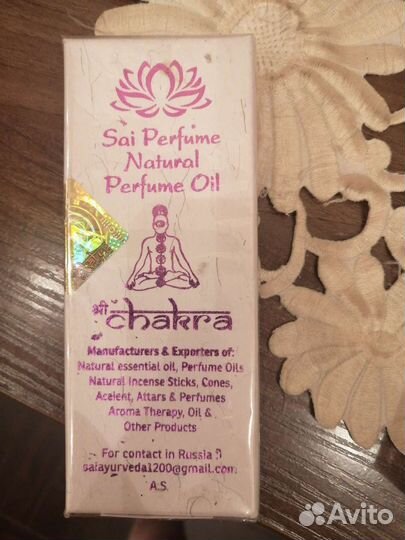 Sai Perfume
Natural
Perfume Oil
श्री chakra
Manufacturers & Exporters of:
Natural essential oil, Perfume Oils
Natural Incense Sticks, Cones,
Acelent, Attars & Perfumes
Aroma Therapy, Oil &
Other Products
For contact in Russia
saiayurveda1200@gmail.com
A.S.
Avito